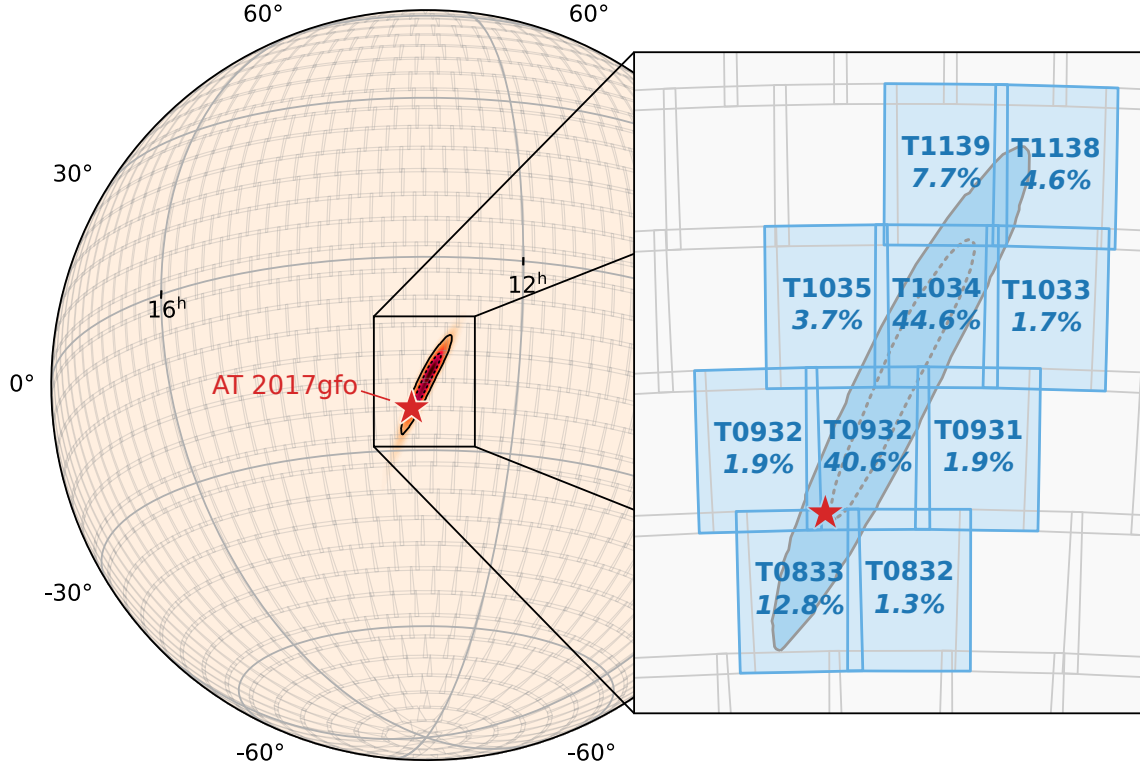 60°
60°
30°
0°
-30°
-60°
-60°
16ʰ
12ʰ
AT 2017gfo
T1139
7.7%
T1138
4.6%
T1035
3.7%
T1034
44.6%
T1033
1.7%
T0932
1.9%
T0932
40.6%
T0931
1.9%
T0833
12.8%
T0832
1.3%